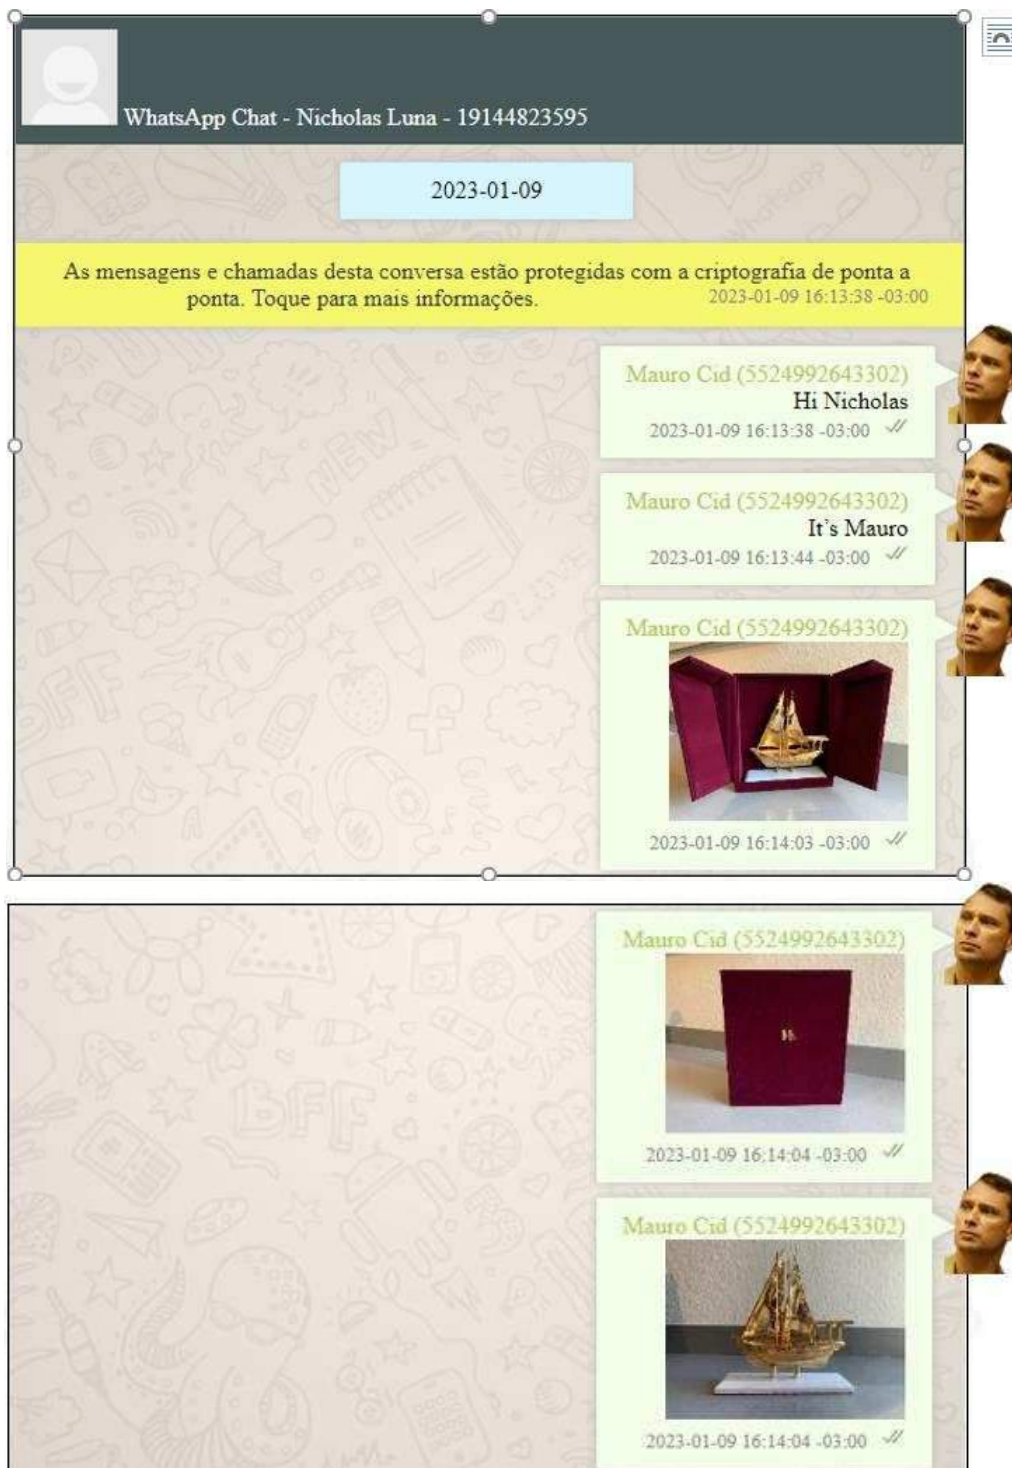 WhatsApp Chat - Nicholas Luna - 19144823595
2023-01-09
As mensagens e chamadas desta conversa estão protegidas com a criptografia de ponta a
ponta. Toque para mais informações.
2023-01-09 16:13:38 -03:00
Mauro Cid (5524992643302)
Hi Nicholas
2023-01-09 16:13:38 -03:00
Mauro Cid (5524992643302)
It's Mauro
2023-01-09 16:13:44 -03:00
Mauro Cid (5524992643302)
2023-01-09 16:14:03 -03:00
Mauro Cid (5524992643302)
2023-01-09 16:14:04 -03:00
Mauro Cid (5524992643302)
2023-01-09 16:14:04 -03:00